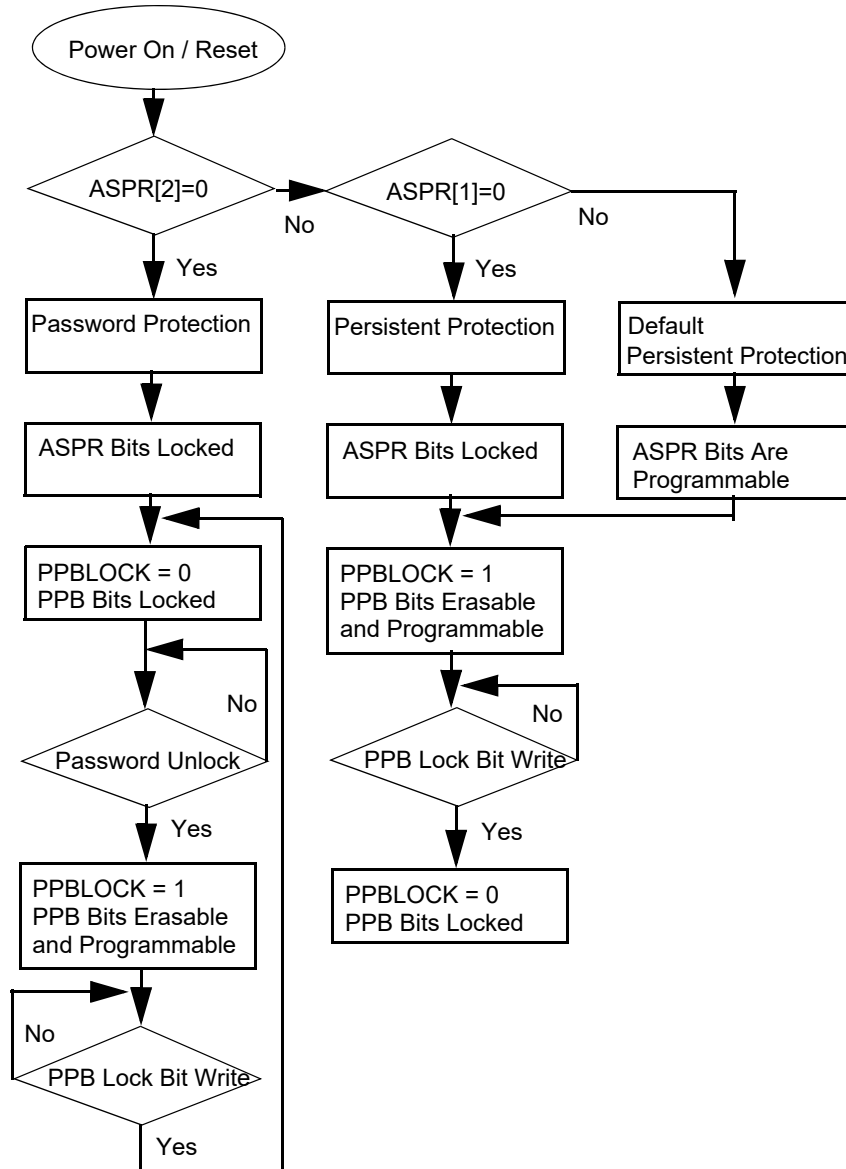 Power On / Reset
ASPR[2]=0
ASPR[1]=0
No
No
Yes
Yes
Password Protection
Persistent Protection
Default
Persistent Protection
ASPR Bits Locked
ASPR Bits Locked
ASPR Bits Are
Programmable
PPBLOCK = 0
PPB Bits Locked
PPBLOCK = 1
PPB Bits Erasable
and Programmable
No
No
Password Unlock
PPB Lock Bit Write
Yes
Yes
PPBLOCK = 1
PPB Bits Erasable
and Programmable
PPBLOCK = 0
PPB Bits Locked
No
PPB Lock Bit Write
Yes